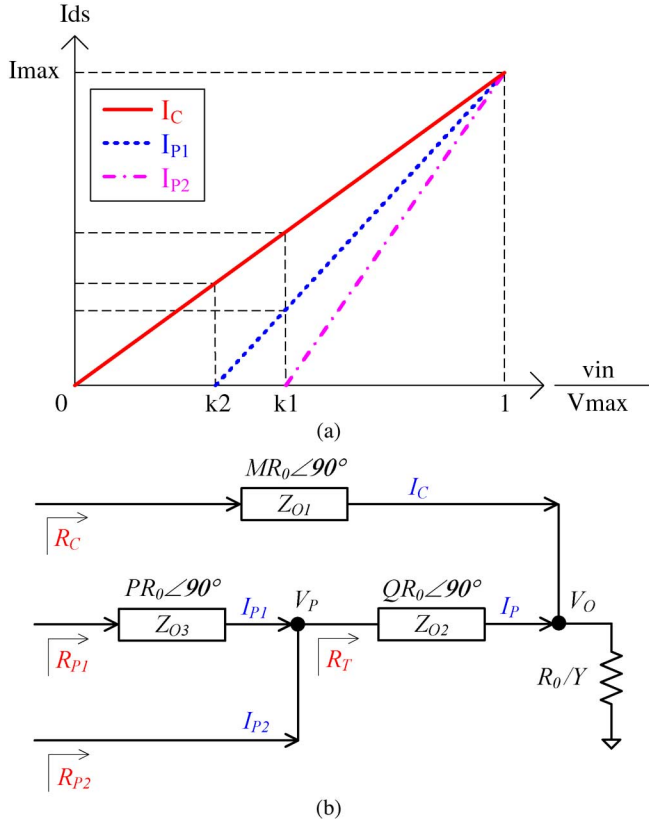 Ids
Imax
I_C
I_P1
I_P2
0
k2
k1
1
vin
Vmax
(a)
MR_0∠90°
Z_O1
I_C
R_C
PR_0∠90°
Z_O3
I_P1
V_P
QR_0∠90°
Z_O2
I_P
V_O
R_P1
R_T
R_0/Y
I_P2
R_P2
(b)